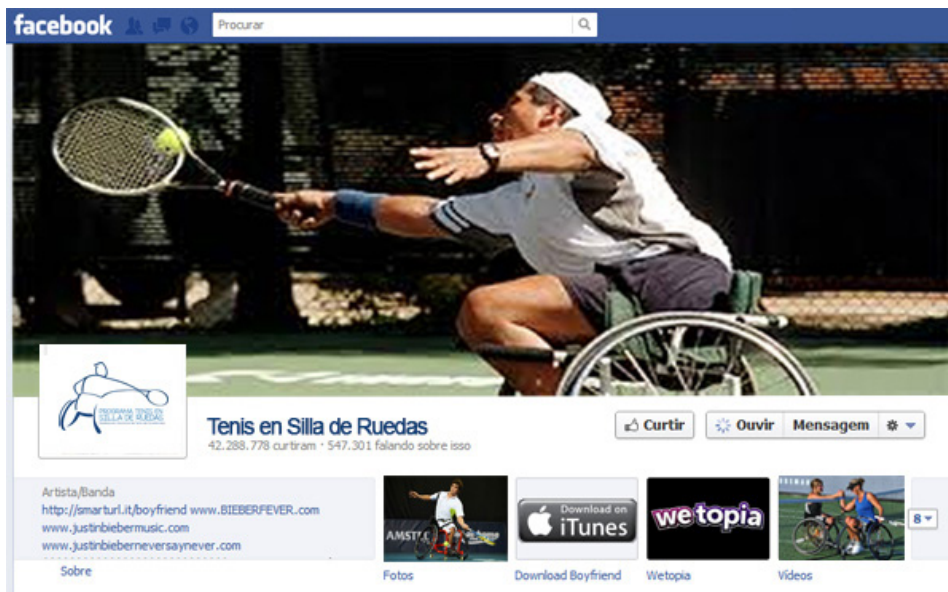 facebook
Procurar
PROGRAMA TENIS EN
SILLA DE RUEDAS
Tenis en Silla de Ruedas
42.288.778 curtiram · 547.301 falando sobre isso
Curtir
Ouvir
Mensagem
Artista/Banda
http://smarturl.it/boyfriend www.BIEBERFEVER.com
www.justinbiebermusic.com
www.justinbieberneversaynever.com
Sobre
Fotos
Download on
iTunes
Download Boyfriend
wetopia
Wetopia
Vídeos
8